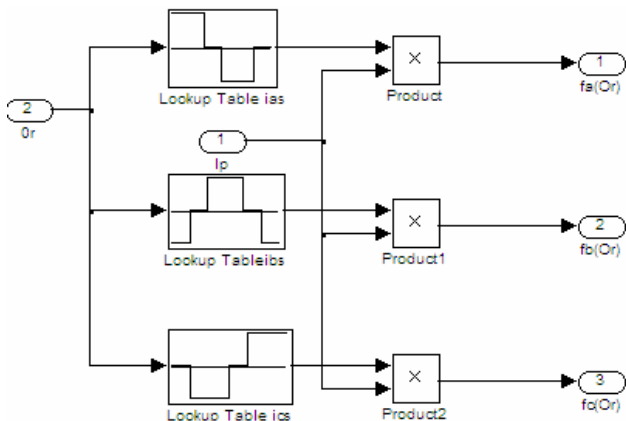 Lookup Table ias
×
Product
1
fa(Or)
2
0r
1
Ip
Lookup Tableibs
×
Product1
2
fb(Or)
Lookup Table ics
×
Product2
3
fc(Or)